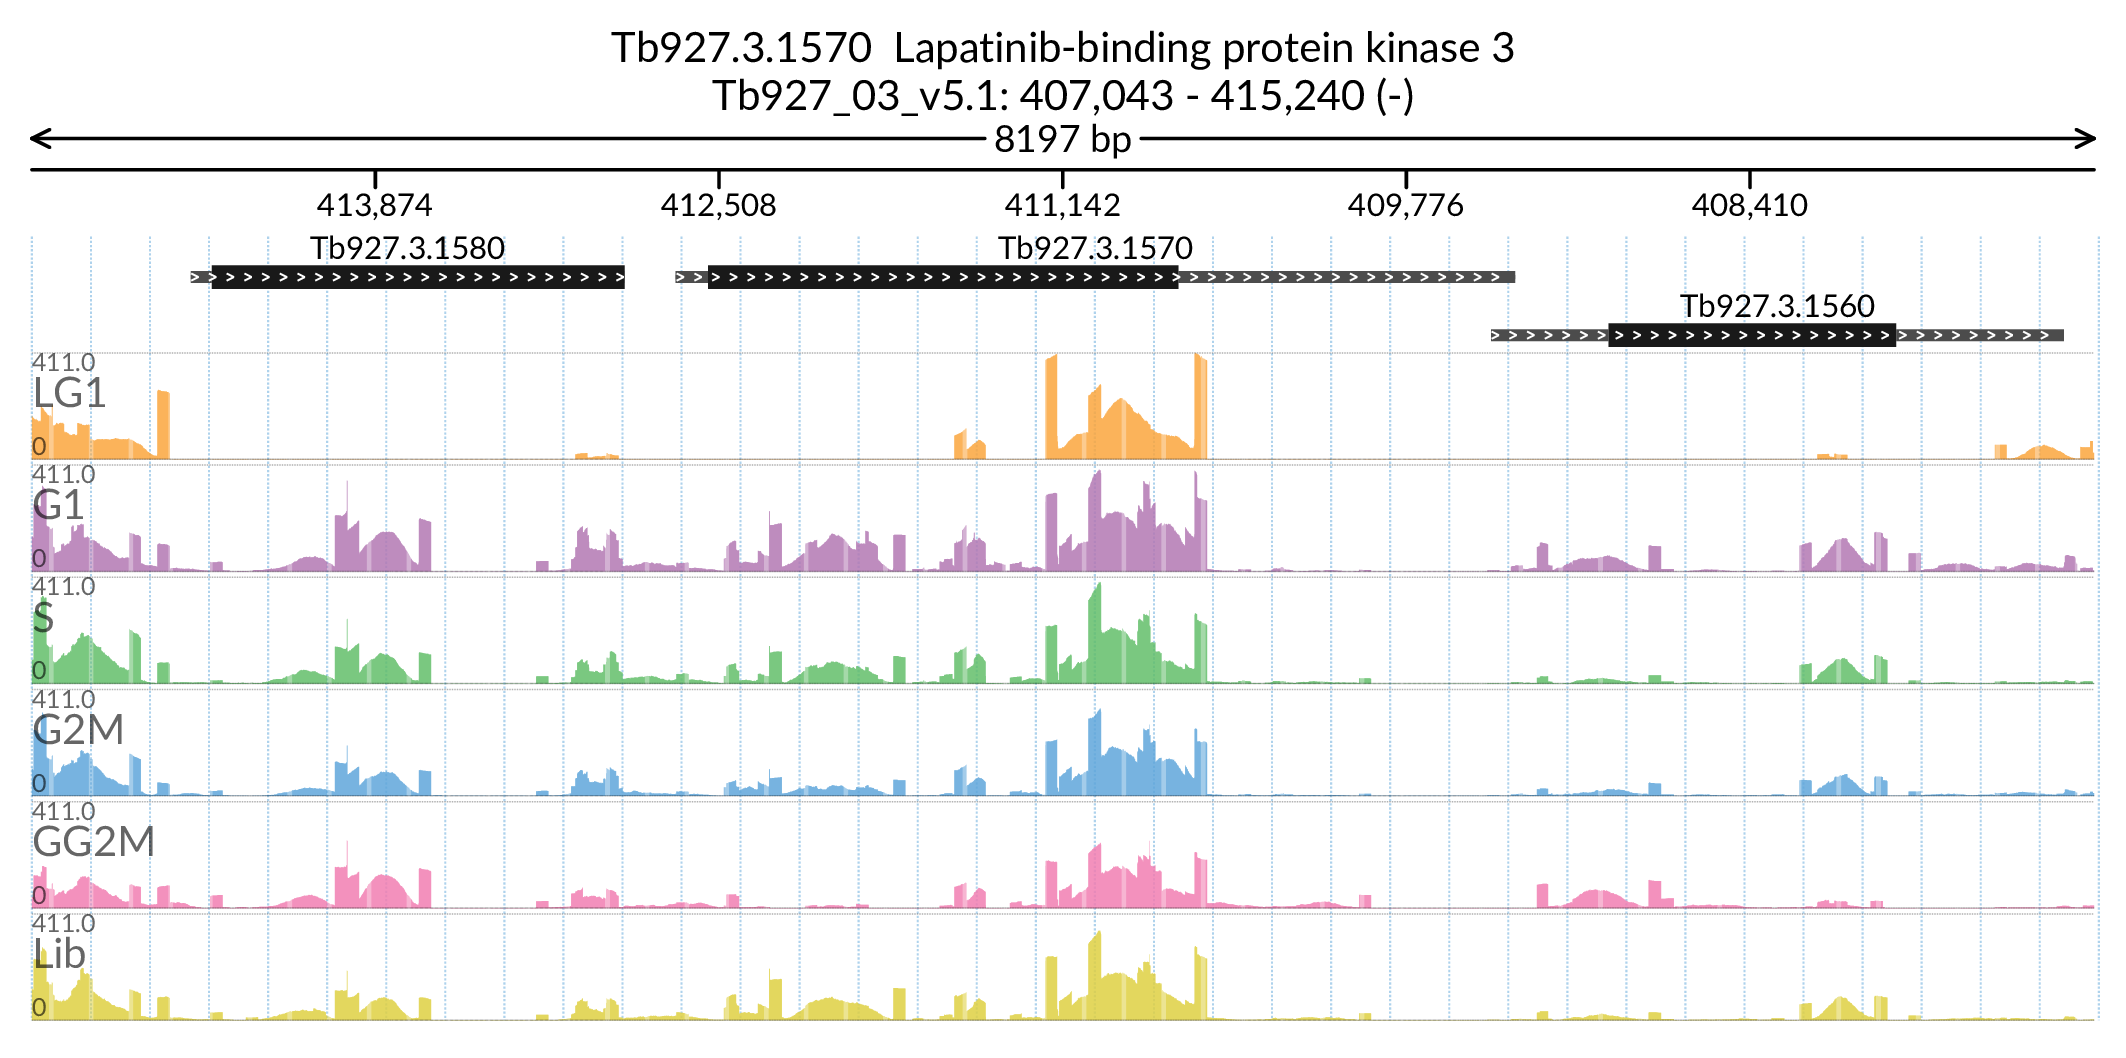 Tb927.3.1570  Lapatinib-binding protein kinase 3
Tb927_03_v5.1: 407,043 - 415,240 (-)
8197 bp
413,874 412,508 411,142 409,776 408,410
Tb927.3.1580 Tb927.3.1570
Tb927.3.1560
411.0
LG1
0
411.0
G1
0
411.0
S
0
411.0
G2M
0
411.0
GG2M
0
411.0
Lib
0